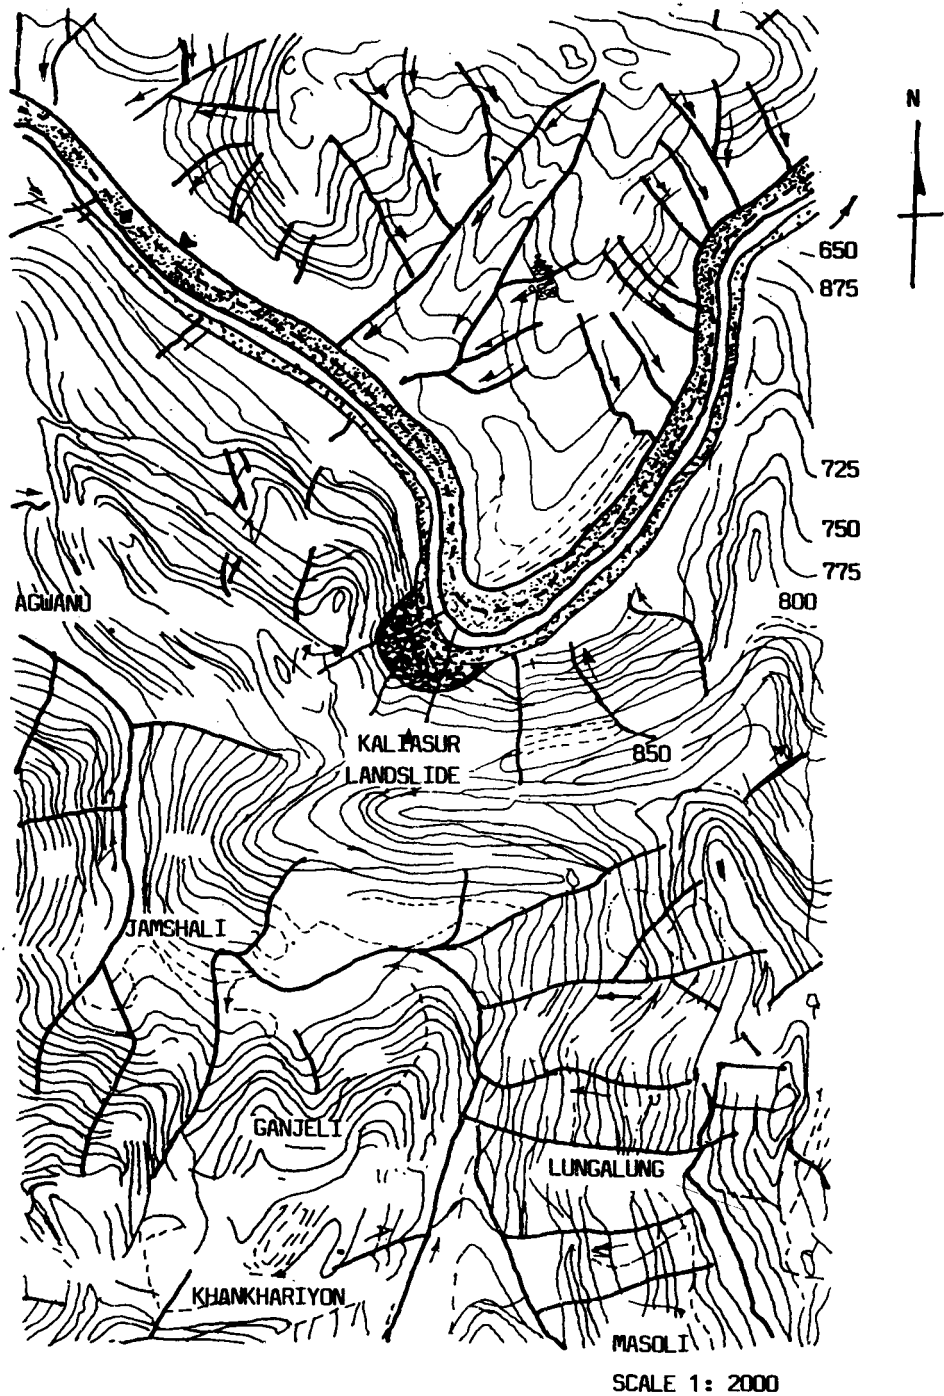 N
650
875
725
750
775
AGWANU
800
KALIASUR
LANDSLIDE
850
JAMSHALI
GANJELI
LUNGALUNG
KHANKHARIYON
MASOLI
SCALE 1: 2000